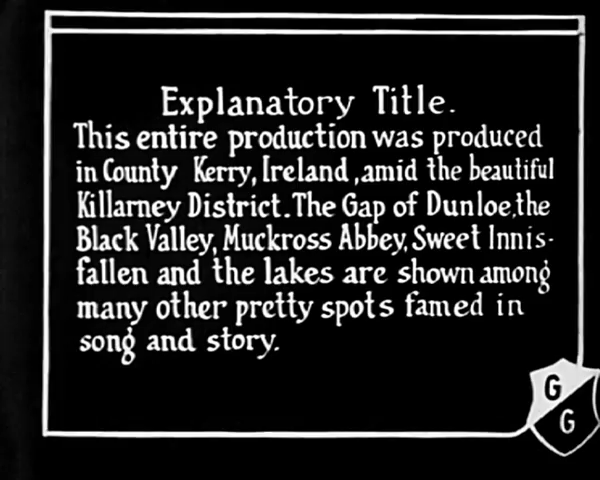 Explanatory Title.
This entire production was produced
in County Kerry, Ireland, amid the beautiful
Killarney District. The Gap of Dunloe, the
Black Valley, Muckross Abbey, Sweet Innis-
fallen and the lakes are shown among
many other pretty spots famed in
song and story.
G
G